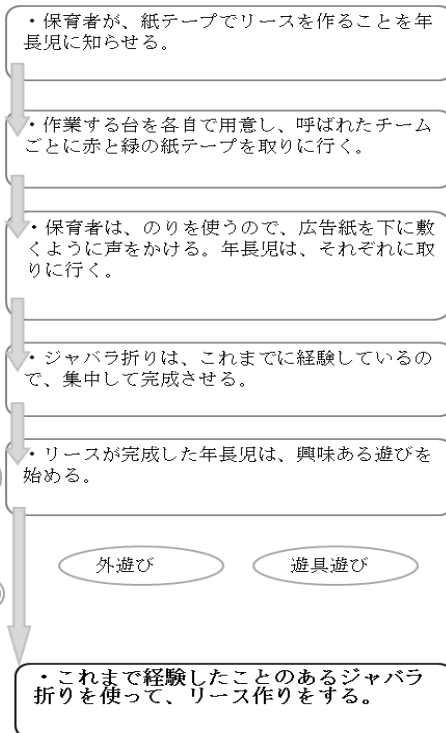 ・保育者が、紙テープでリースを作ることを年
長児に知らせる。
・作業する台を各自で用意し、呼ばれたチーム
ごとに赤と緑の紙テープを取りに行く。
・保育者は、のりを使うので、広告紙を下に敷
くように声をかける。年長児は、それぞれに取
りに行く。
・ジャバラ折りは、これまでに経験しているの
で、集中して完成させる。
・リースが完成した年長児は、興味ある遊びを
始める。
外遊び 遊具遊び
・これまで経験したことのあるジャバラ
折りを使って、リース作りをする。